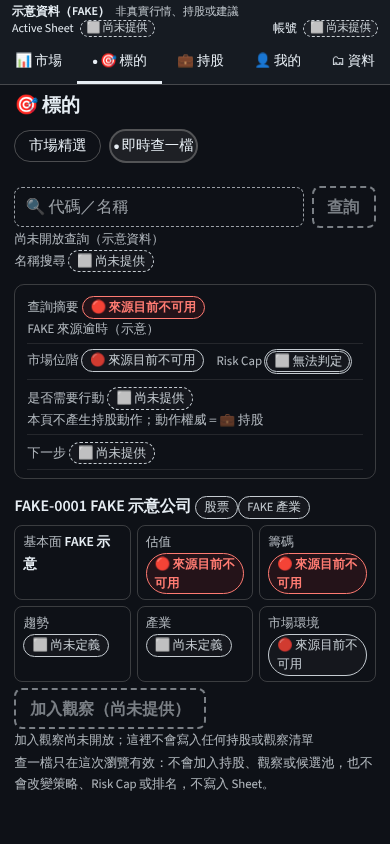 示意資料（FAKE） 非真實行情、持股或建議
Active Sheet ⬜ 尚未提供 帳號 ⬜ 尚未提供
📊 市場 • 🎯 標的 💼 持股 👤 我的 🗂 資料
🎯 標的
市場精選 • 即時查一檔
🔍 代碼／名稱 查詢
尚未開放查詢（示意資料）
名稱搜尋 ⬜ 尚未提供
查詢摘要 🔴 來源目前不可用
FAKE 來源逾時（示意）
市場位階 🔴 來源目前不可用 Risk Cap ⬜ 無法判定
是否需要行動 ⬜ 尚未提供
本頁不產生持股動作；動作權威＝💼 持股
下一步 ⬜ 尚未提供
FAKE-0001 FAKE 示意公司 股票 FAKE 產業
基本面 FAKE 示
意
估值
🔴 來源目前不
可用
籌碼
🔴 來源目前不
可用
趨勢
⬜ 尚未定義
產業
⬜ 尚未定義
市場環境
🔴 來源目前不
可用
加入觀察（尚未提供）
加入觀察尚未開放；這裡不會寫入任何持股或觀察清單
查一檔只在這次瀏覽有效：不會加入持股、觀察或候選池，也不
會改變策略、Risk Cap 或排名，不寫入 Sheet。